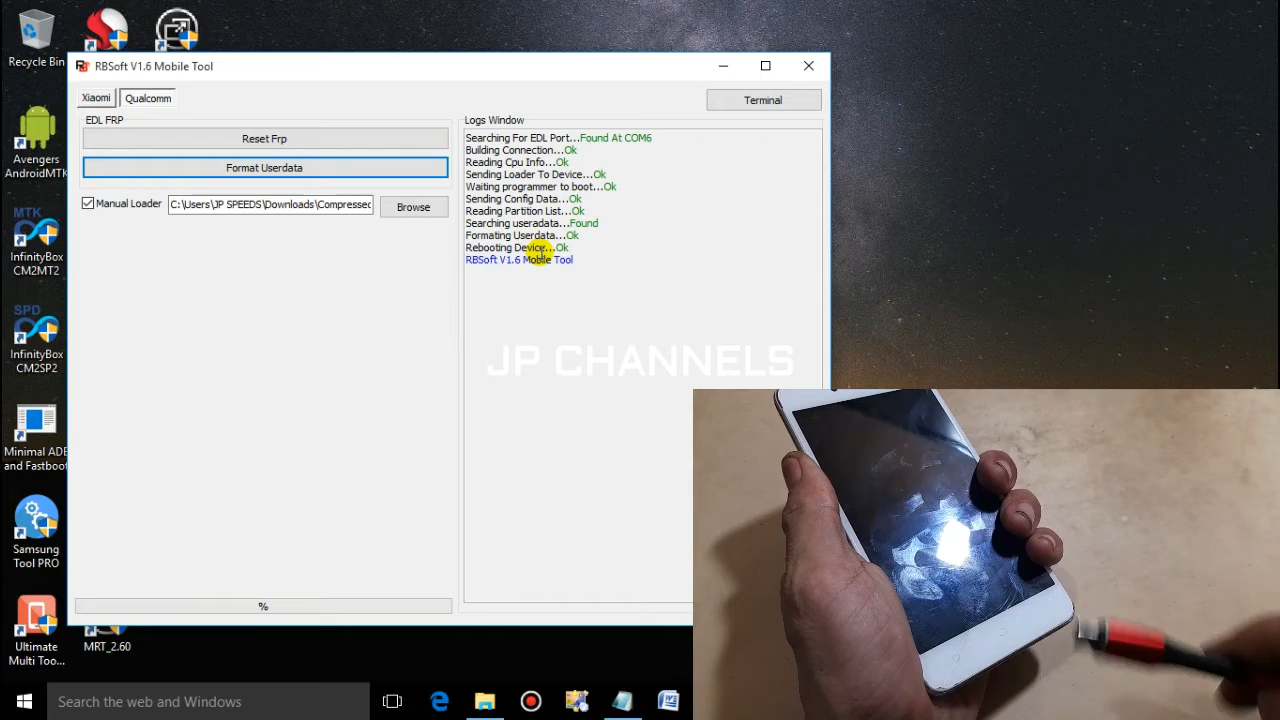 Recycle Bin
Avengers
AndroidMTK
MTK
InfinityBox
CM2MT2
SPD
InfinityBox
CM2SP2
Minimal ADB
and Fastboot
Samsung
Tool PRO
Ultimate
Multi Too...
MRT_2.60
RBSoft V1.6 Mobile Tool
Xiaomi
Qualcomm
Terminal
EDL FRP
Reset Frp
Format Userdata
Manual Loader
C:\Users\JP SPEEDS\Downloads\Compressed
Browse
%
Logs Window
Searching For EDL Port...Found At COM6
Building Connection...Ok
Reading Cpu Info...Ok
Sending Loader To Device...Ok
Waiting programmer to boot...Ok
Sending Config Data...Ok
Reading Partition List...Ok
Searching useradata...Found
Formating Userdata...Ok
Rebooting Device...Ok
RBSoft V1.6 Mobile Tool
JP CHANNELS
Search the web and Windows